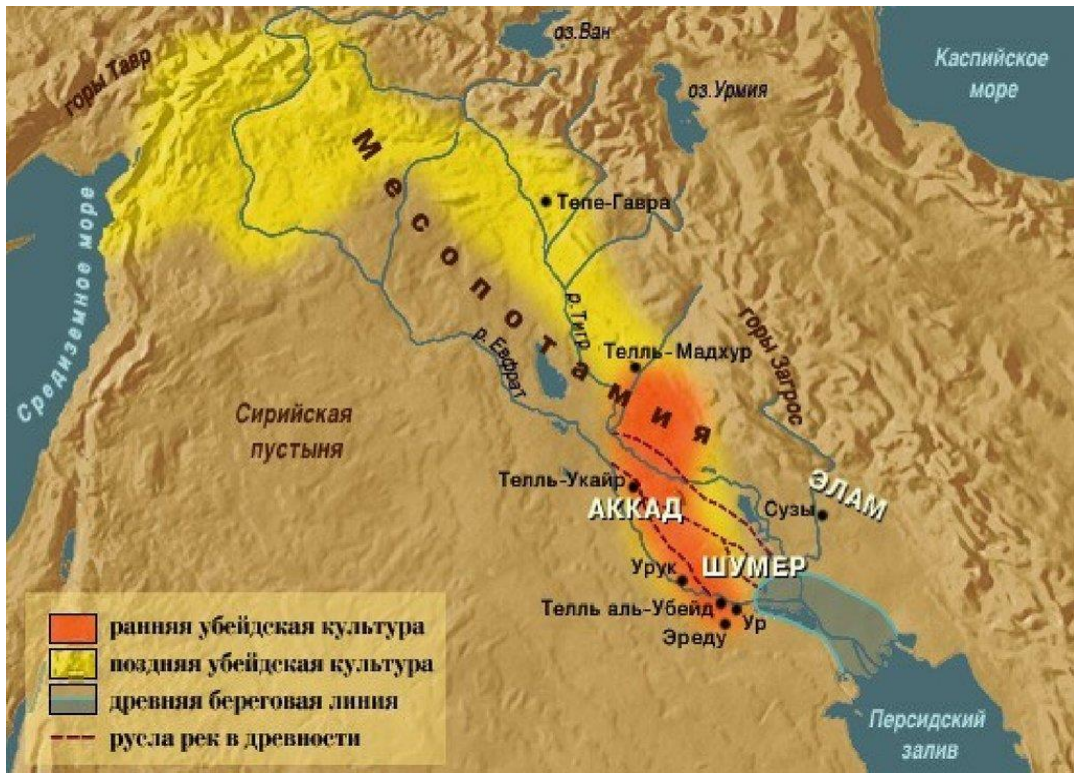 горы Тавр
оз.Ван
Каспийское
море
оз.Урмия
Месопотамия
Тепе-Гавра
Средиземное море
р.Тигр
р.Евфрат
горы Загрос
Телль-Мадхур
Сирийская
пустыня
Телль-Укайр
АККАД
ЭЛАМ
Сузы
Урук
ШУМЕР
Телль аль-Убейд
Ур
Эреду
ранняя убейдская культура
поздняя убейдская культура
древняя береговая линия
русла рек в древности
Персидский
залив